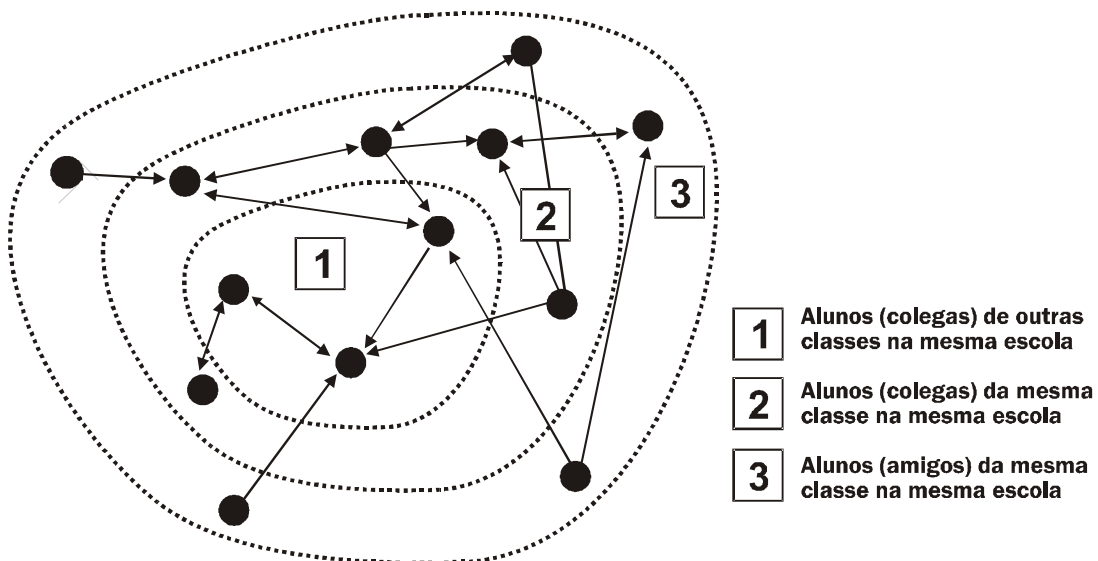 1
2
3
1 Alunos (colegas) de outras
classes na mesma escola
2 Alunos (colegas) da mesma
classe na mesma escola
3 Alunos (amigos) da mesma
classe na mesma escola